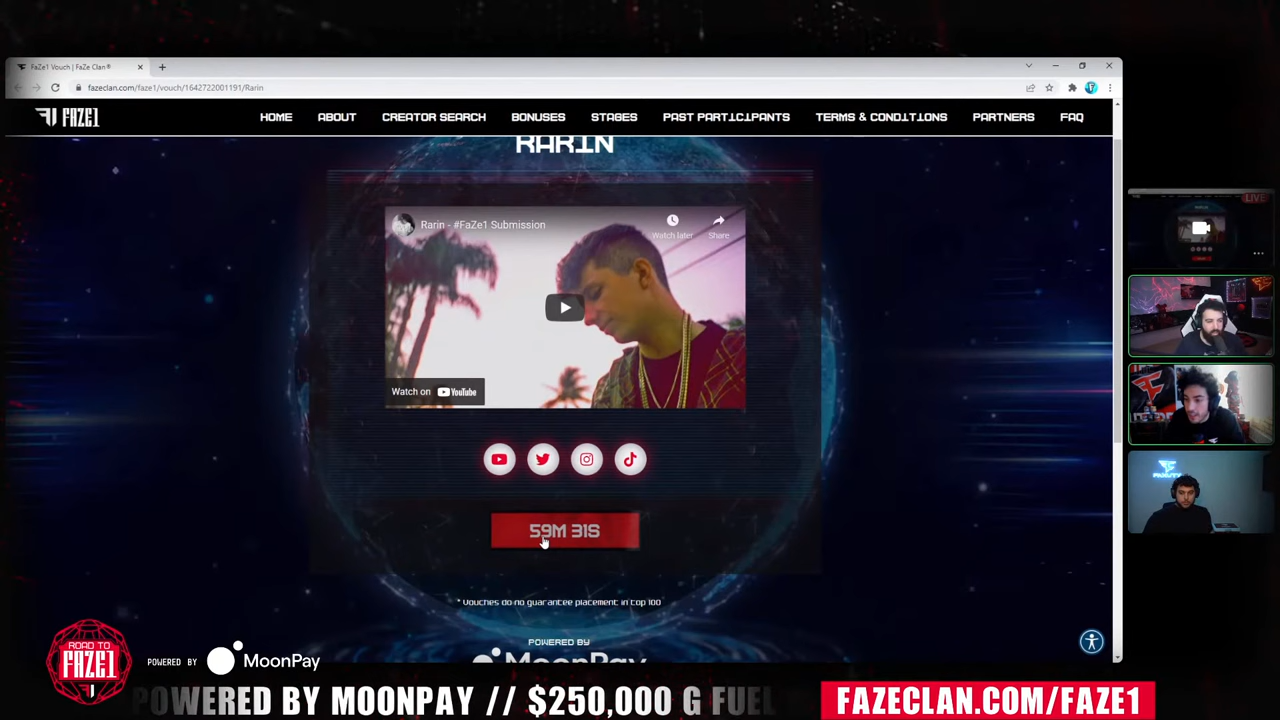 FaZe1 Vouch | FaZe Clan®
fazeclan.com/faze1/vouch/1642722001191/Rarin
FAZE1
HOME ABOUT CREATOR SEARCH BONUSES STAGES PAST PARTICIPANTS TERMS & CONDITIONS PARTNERS FAQ
RARIN
Rarin - #FaZe1 Submission
Watch later
Share
Watch on YouTube
59M 31S
* Vouches do no guarantee placement in top 100
POWERED BY
MoonPay
LIVE
ROAD TO
FAZE1
POWERED BY MoonPay
POWERED BY MOONPAY // $250,000 G FUEL
FAZECLAN.COM/FAZE1